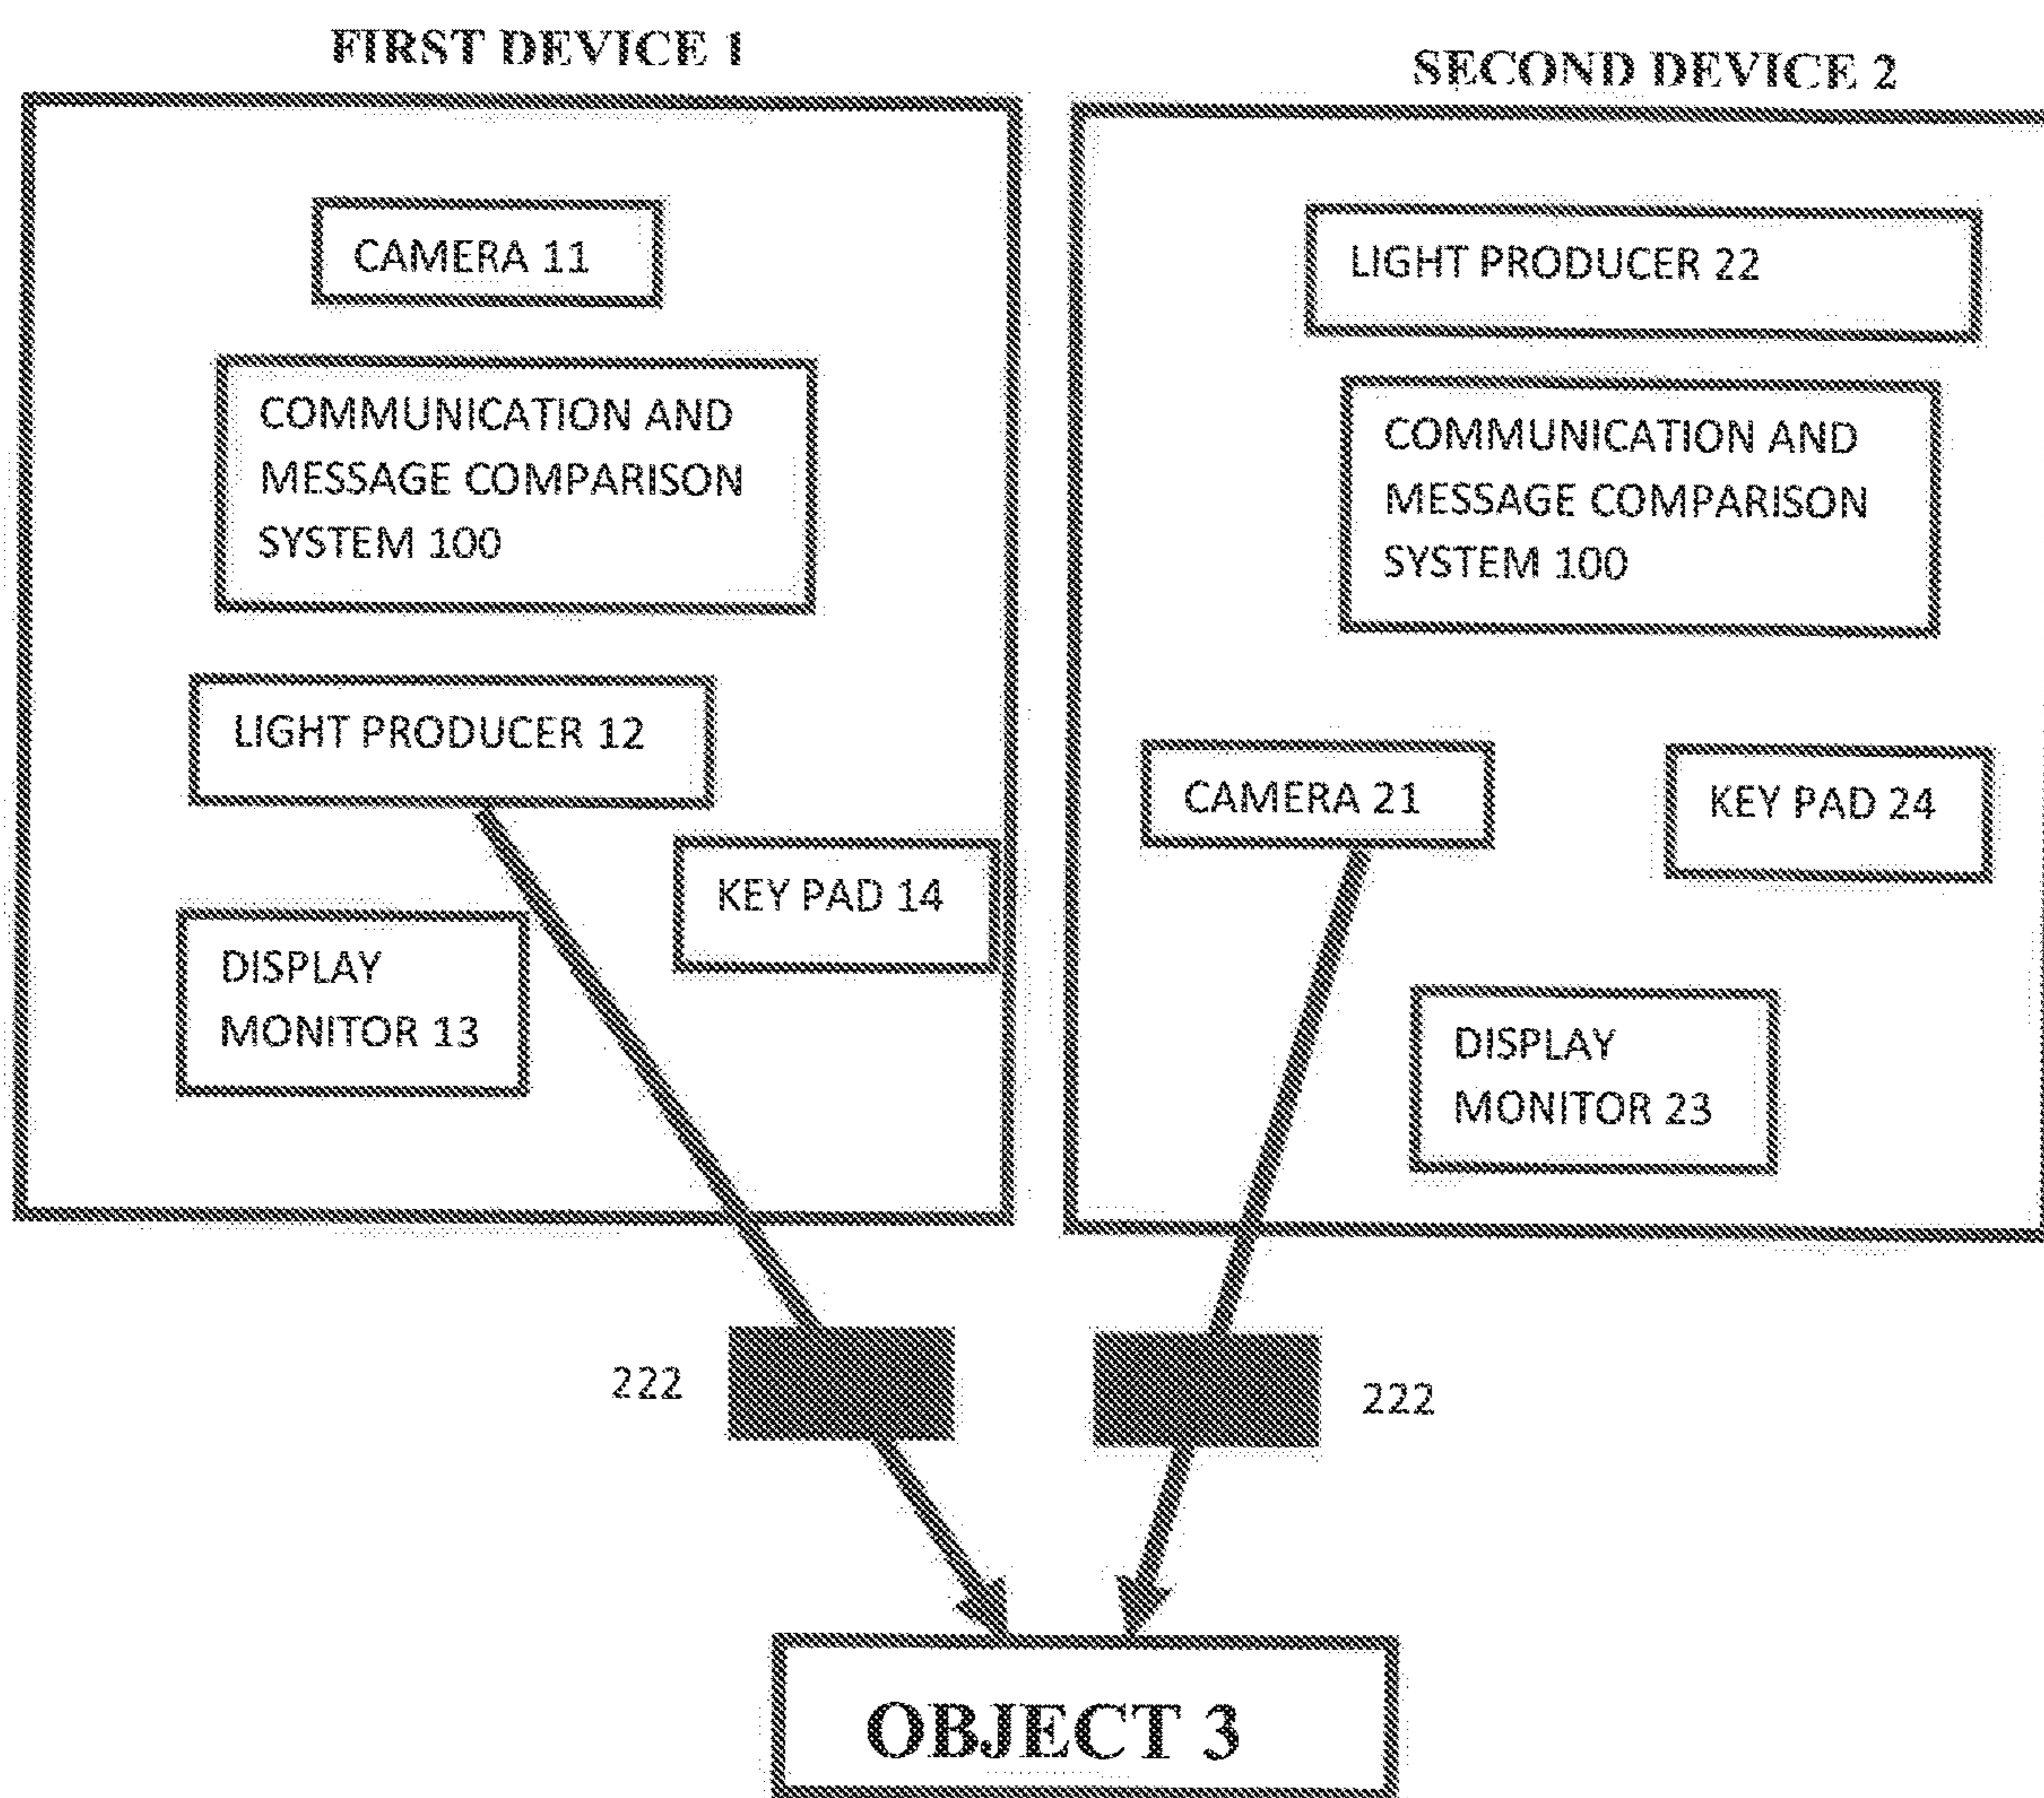 FIRST DEVICE 1
CAMERA 11
COMMUNICATION AND
MESSAGE COMPARISON
SYSTEM 100
LIGHT PRODUCER 12
KEY PAD 14
DISPLAY
MONITOR 13
SECOND DEVICE 2
LIGHT PRODUCER 22
COMMUNICATION AND
MESSAGE COMPARISON
SYSTEM 100
CAMERA 21
KEY PAD 24
DISPLAY
MONITOR 23
222
222
OBJECT 3